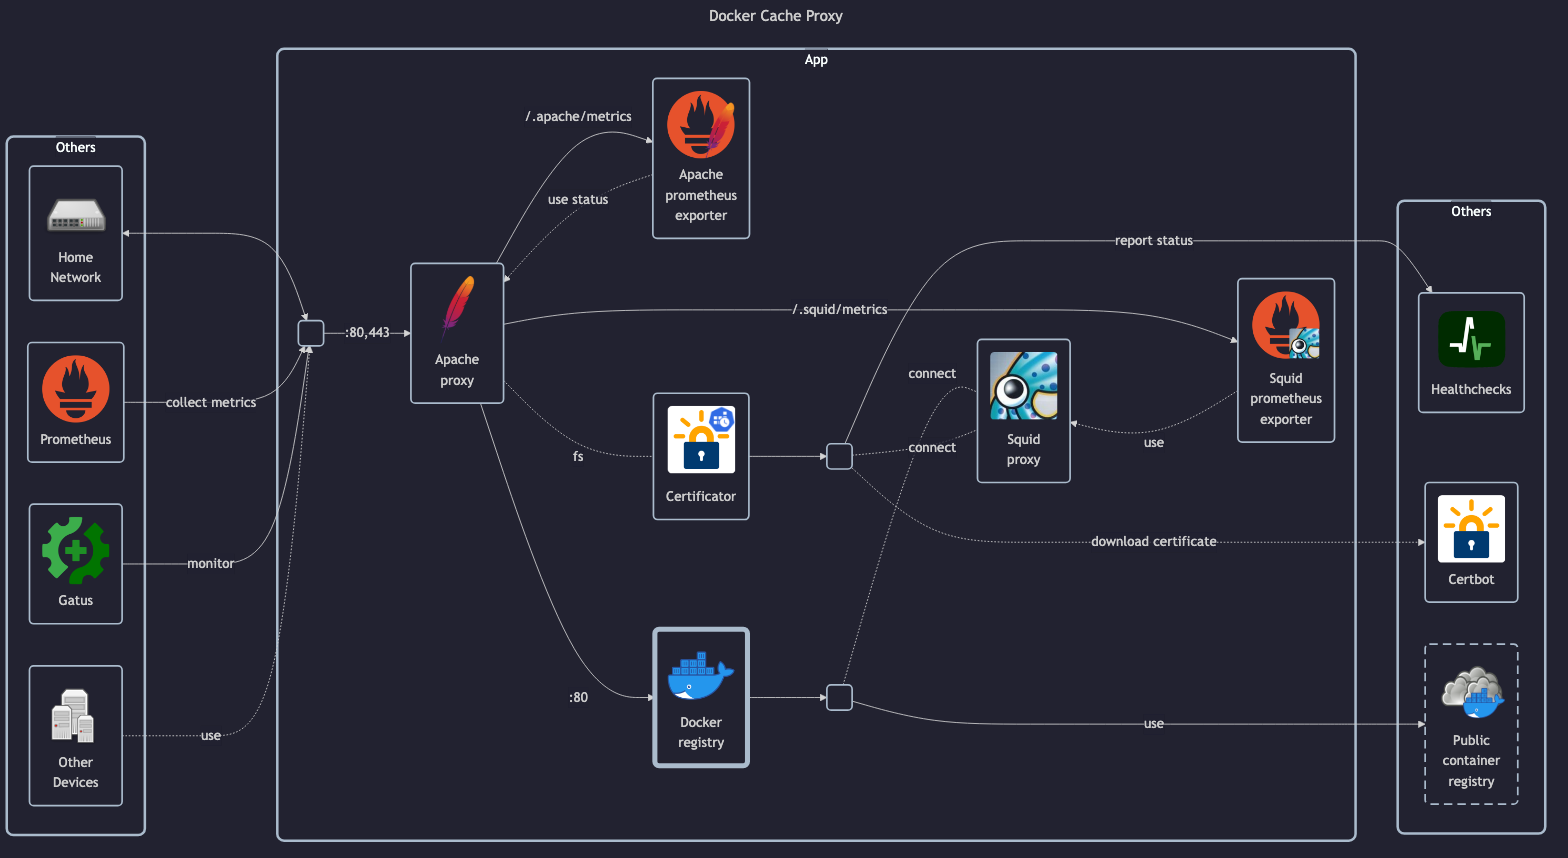 Docker Cache Proxy
App
Others
Home
Network
Prometheus
collect metrics
Gatus
monitor
Other
Devices
use
:80,443
Apache
proxy
/.apache/metrics
use status
Apache
prometheus
exporter
/.squid/metrics
fs
Certificator
:80
Docker
registry
report status
connect
connect
Squid
proxy
use
Squid
prometheus
exporter
download certificate
use
Others
Healthchecks
Certbot
Public
container
registry